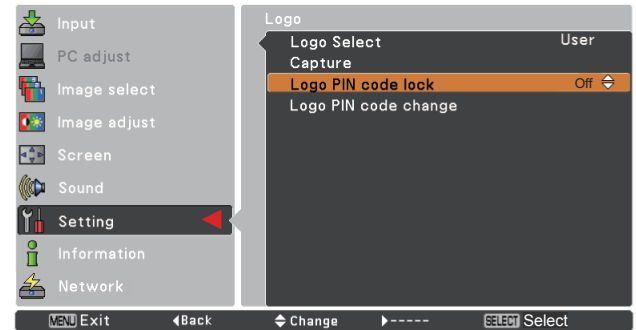 Input
PC adjust
Image select
Image adjust
Screen
Sound
Setting
Information
Network
Logo
Logo Select User
Capture
Logo PIN code lock Off
Logo PIN code change
MENU Exit Back Change ----- SELECT Select